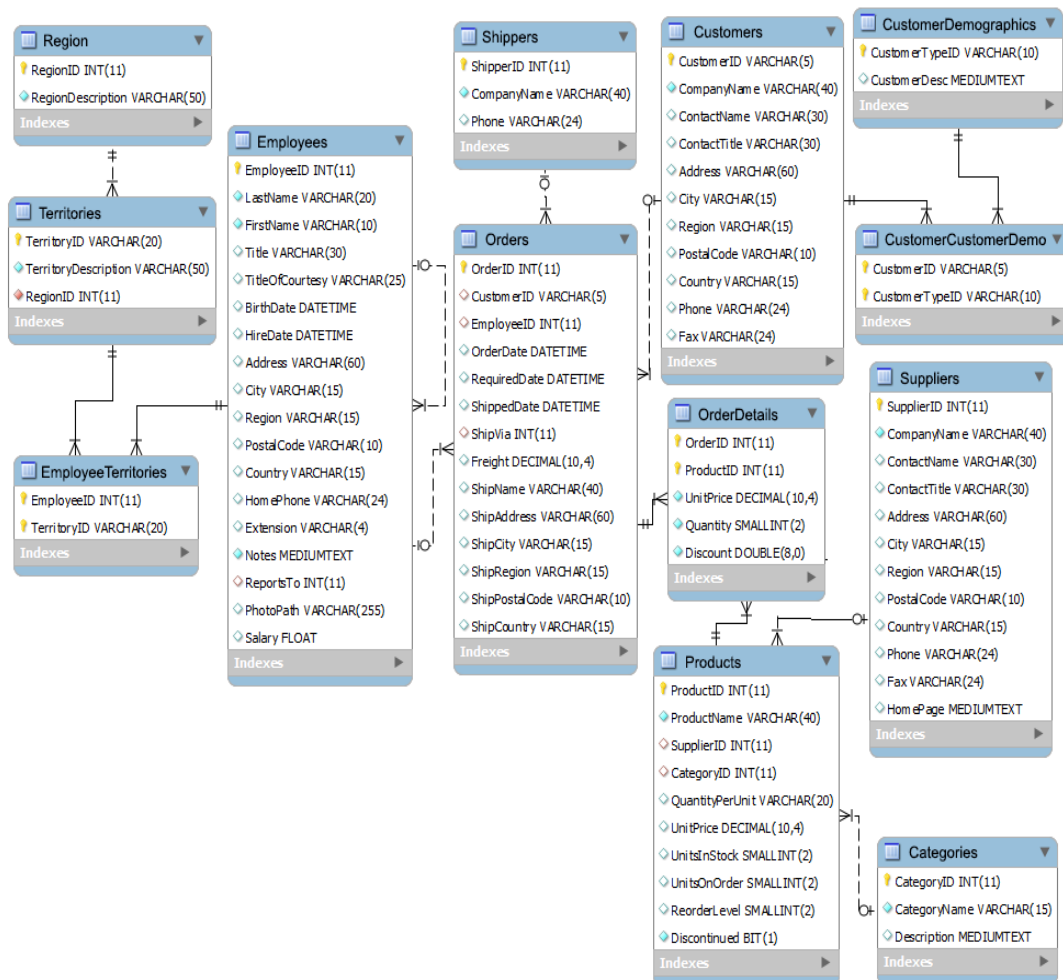 Region
RegionID INT(11)
RegionDescription VARCHAR(50)
Indexes
Territories
TerritoryID VARCHAR(20)
TerritoryDescription VARCHAR(50)
RegionID INT(11)
Indexes
EmployeeTerritories
EmployeeID INT(11)
TerritoryID VARCHAR(20)
Indexes
Employees
EmployeeID INT(11)
LastName VARCHAR(20)
FirstName VARCHAR(10)
Title VARCHAR(30)
TitleOfCourtesy VARCHAR(25)
BirthDate DATETIME
HireDate DATETIME
Address VARCHAR(60)
City VARCHAR(15)
Region VARCHAR(15)
PostalCode VARCHAR(10)
Country VARCHAR(15)
HomePhone VARCHAR(24)
Extension VARCHAR(4)
Notes MEDIUMTEXT
ReportsTo INT(11)
PhotoPath VARCHAR(255)
Salary FLOAT
Indexes
Shippers
ShipperID INT(11)
CompanyName VARCHAR(40)
Phone VARCHAR(24)
Indexes
Orders
OrderID INT(11)
CustomerID VARCHAR(5)
EmployeeID INT(11)
OrderDate DATETIME
RequiredDate DATETIME
ShippedDate DATETIME
ShipVia INT(11)
Freight DECIMAL(10,4)
ShipName VARCHAR(40)
ShipAddress VARCHAR(60)
ShipCity VARCHAR(15)
ShipRegion VARCHAR(15)
ShipPostalCode VARCHAR(10)
ShipCountry VARCHAR(15)
Indexes
Customers
CustomerID VARCHAR(5)
CompanyName VARCHAR(40)
ContactName VARCHAR(30)
ContactTitle VARCHAR(30)
Address VARCHAR(60)
City VARCHAR(15)
Region VARCHAR(15)
PostalCode VARCHAR(10)
Country VARCHAR(15)
Phone VARCHAR(24)
Fax VARCHAR(24)
Indexes
OrderDetails
OrderID INT(11)
ProductID INT(11)
UnitPrice DECIMAL(10,4)
Quantity SMALLINT(2)
Discount DOUBLE(8,0)
Indexes
Products
ProductID INT(11)
ProductName VARCHAR(40)
SupplierID INT(11)
CategoryID INT(11)
QuantityPerUnit VARCHAR(20)
UnitPrice DECIMAL(10,4)
UnitsInStock SMALLINT(2)
UnitsOnOrder SMALLINT(2)
ReorderLevel SMALLINT(2)
Discontinued BIT(1)
Indexes
CustomerDemographics
CustomerTypeID VARCHAR(10)
CustomerDesc MEDIUMTEXT
Indexes
CustomerCustomerDemo
CustomerID VARCHAR(5)
CustomerTypeID VARCHAR(10)
Indexes
Suppliers
SupplierID INT(11)
CompanyName VARCHAR(40)
ContactName VARCHAR(30)
ContactTitle VARCHAR(30)
Address VARCHAR(60)
City VARCHAR(15)
Region VARCHAR(15)
PostalCode VARCHAR(10)
Country VARCHAR(15)
Phone VARCHAR(24)
Fax VARCHAR(24)
HomePage MEDIUMTEXT
Indexes
Categories
CategoryID INT(11)
CategoryName VARCHAR(15)
Description MEDIUMTEXT
Indexes